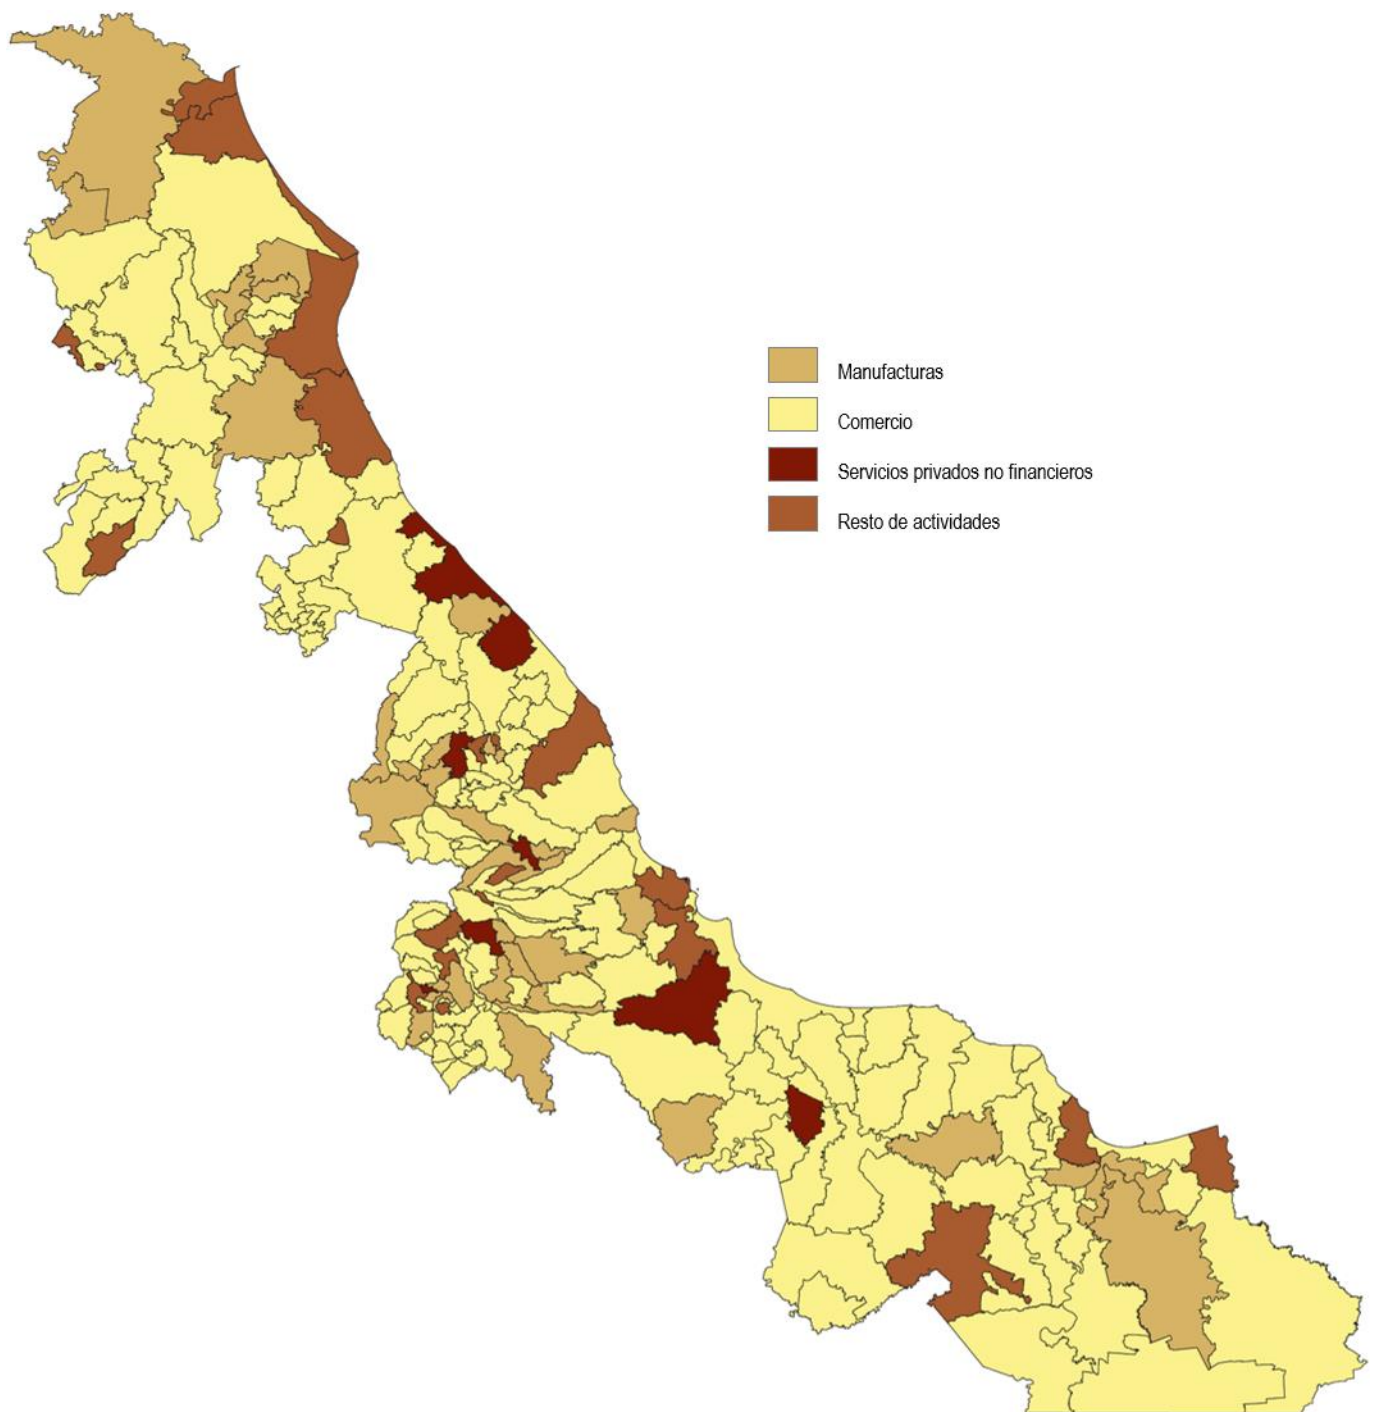 Manufacturas
Comercio
Servicios privados no financieros
Resto de actividades